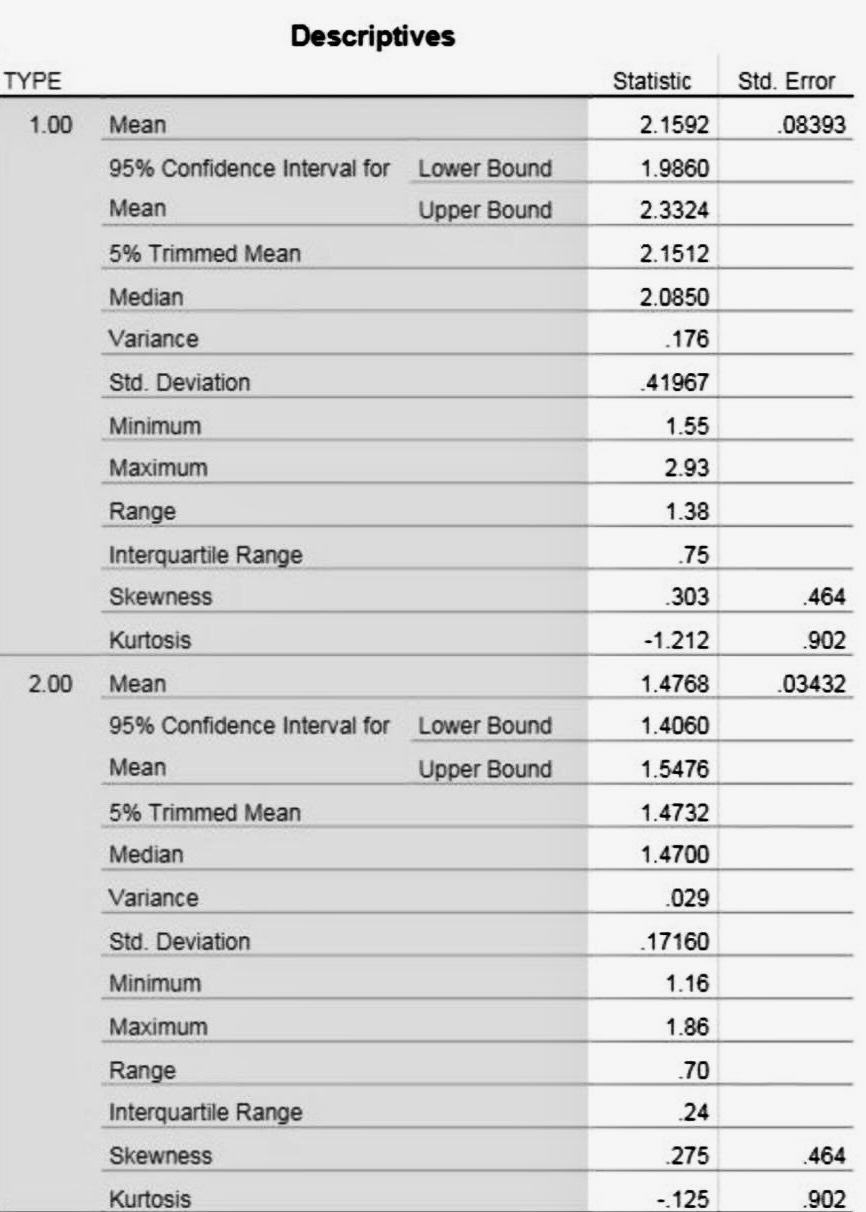 Descriptives
TYPE Statistic Std. Error
1.00 Mean 2.1592 .08393
95% Confidence Interval for Lower Bound 1.9860
Mean Upper Bound 2.3324
5% Trimmed Mean 2.1512
Median 2.0850
Variance .176
Std. Deviation .41967
Minimum 1.55
Maximum 2.93
Range 1.38
Interquartile Range .75
Skewness .303 .464
Kurtosis -1.212 .902
2.00 Mean 1.4768 .03432
95% Confidence Interval for Lower Bound 1.4060
Mean Upper Bound 1.5476
5% Trimmed Mean 1.4732
Median 1.4700
Variance .029
Std. Deviation .17160
Minimum 1.16
Maximum 1.86
Range .70
Interquartile Range .24
Skewness .275 .464
Kurtosis -.125 .902